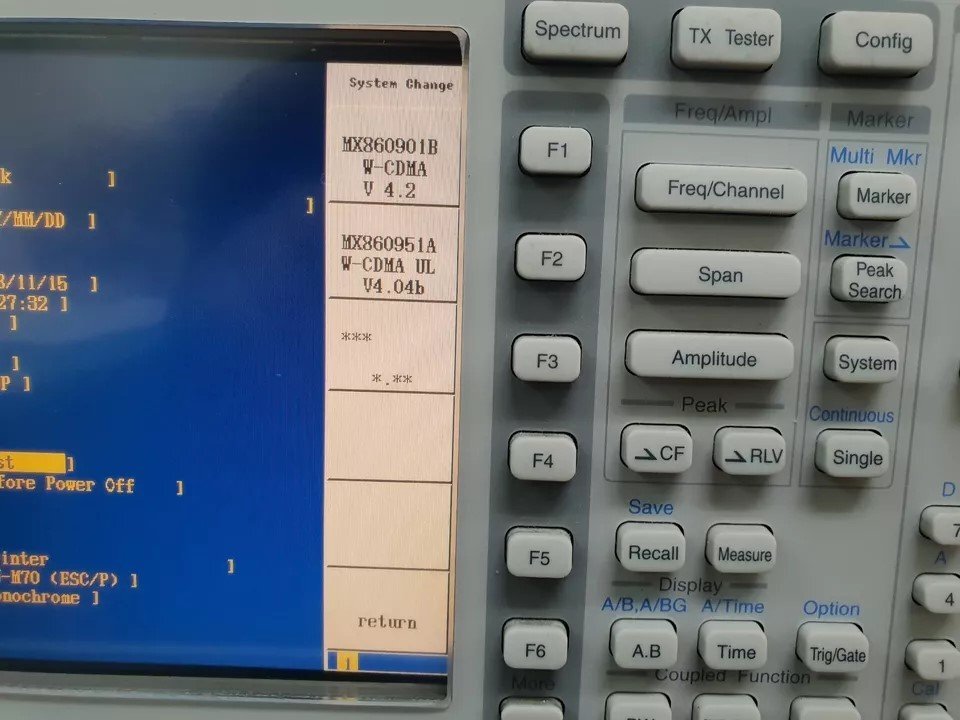 System Change
MX860901B
W-CDMA
V 4.2
MX860951A
W-CDMA UL
V4.04b
***
*.**
return
1
k ]
]
/MM/DD ]
/11/15 ]
27:32 ]
]
]
P ]
st ]
fore Power Off ]
inter ]
-M70 (ESC/P) ]
nochrome ]
Spectrum
TX Tester
Config
Freq/Ampl
Marker
F1
F2
F3
F4
F5
F6
More
Freq/Channel
Span
Amplitude
Peak
CF
RLV
Multi Mkr
Marker
Marker
Peak
Search
System
Continuous
Single
Save
Recall
Measure
Display
A/B,A/BG
A/Time
Option
A.B
Time
Trig/Gate
Coupled Function
D
7
A
4
1
Cal